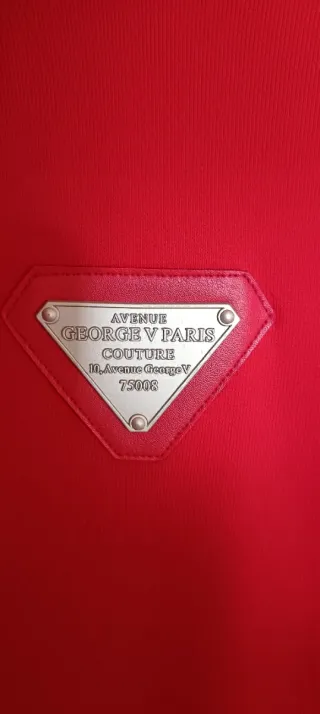 AVENUE
GEORGE V PARIS
COUTURE
10, Avenue George V
75008